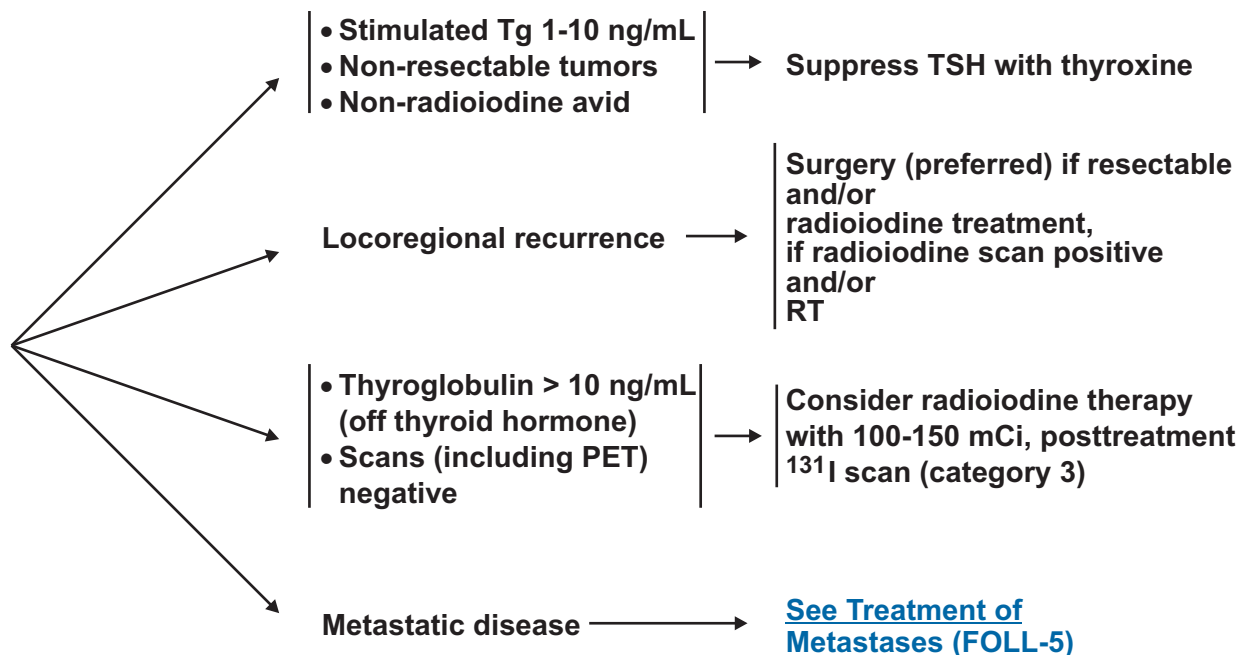 • Stimulated Tg 1-10 ng/mL
• Non-resectable tumors
• Non-radioiodine avid
Suppress TSH with thyroxine
Locoregional recurrence
Surgery (preferred) if resectable
and/or
radioiodine treatment,
if radioiodine scan positive
and/or
RT
• Thyroglobulin > 10 ng/mL
(off thyroid hormone)
• Scans (including PET)
negative
Consider radioiodine therapy
with 100-150 mCi, posttreatment
¹³¹I scan (category 3)
Metastatic disease
See Treatment of
Metastases (FOLL-5)